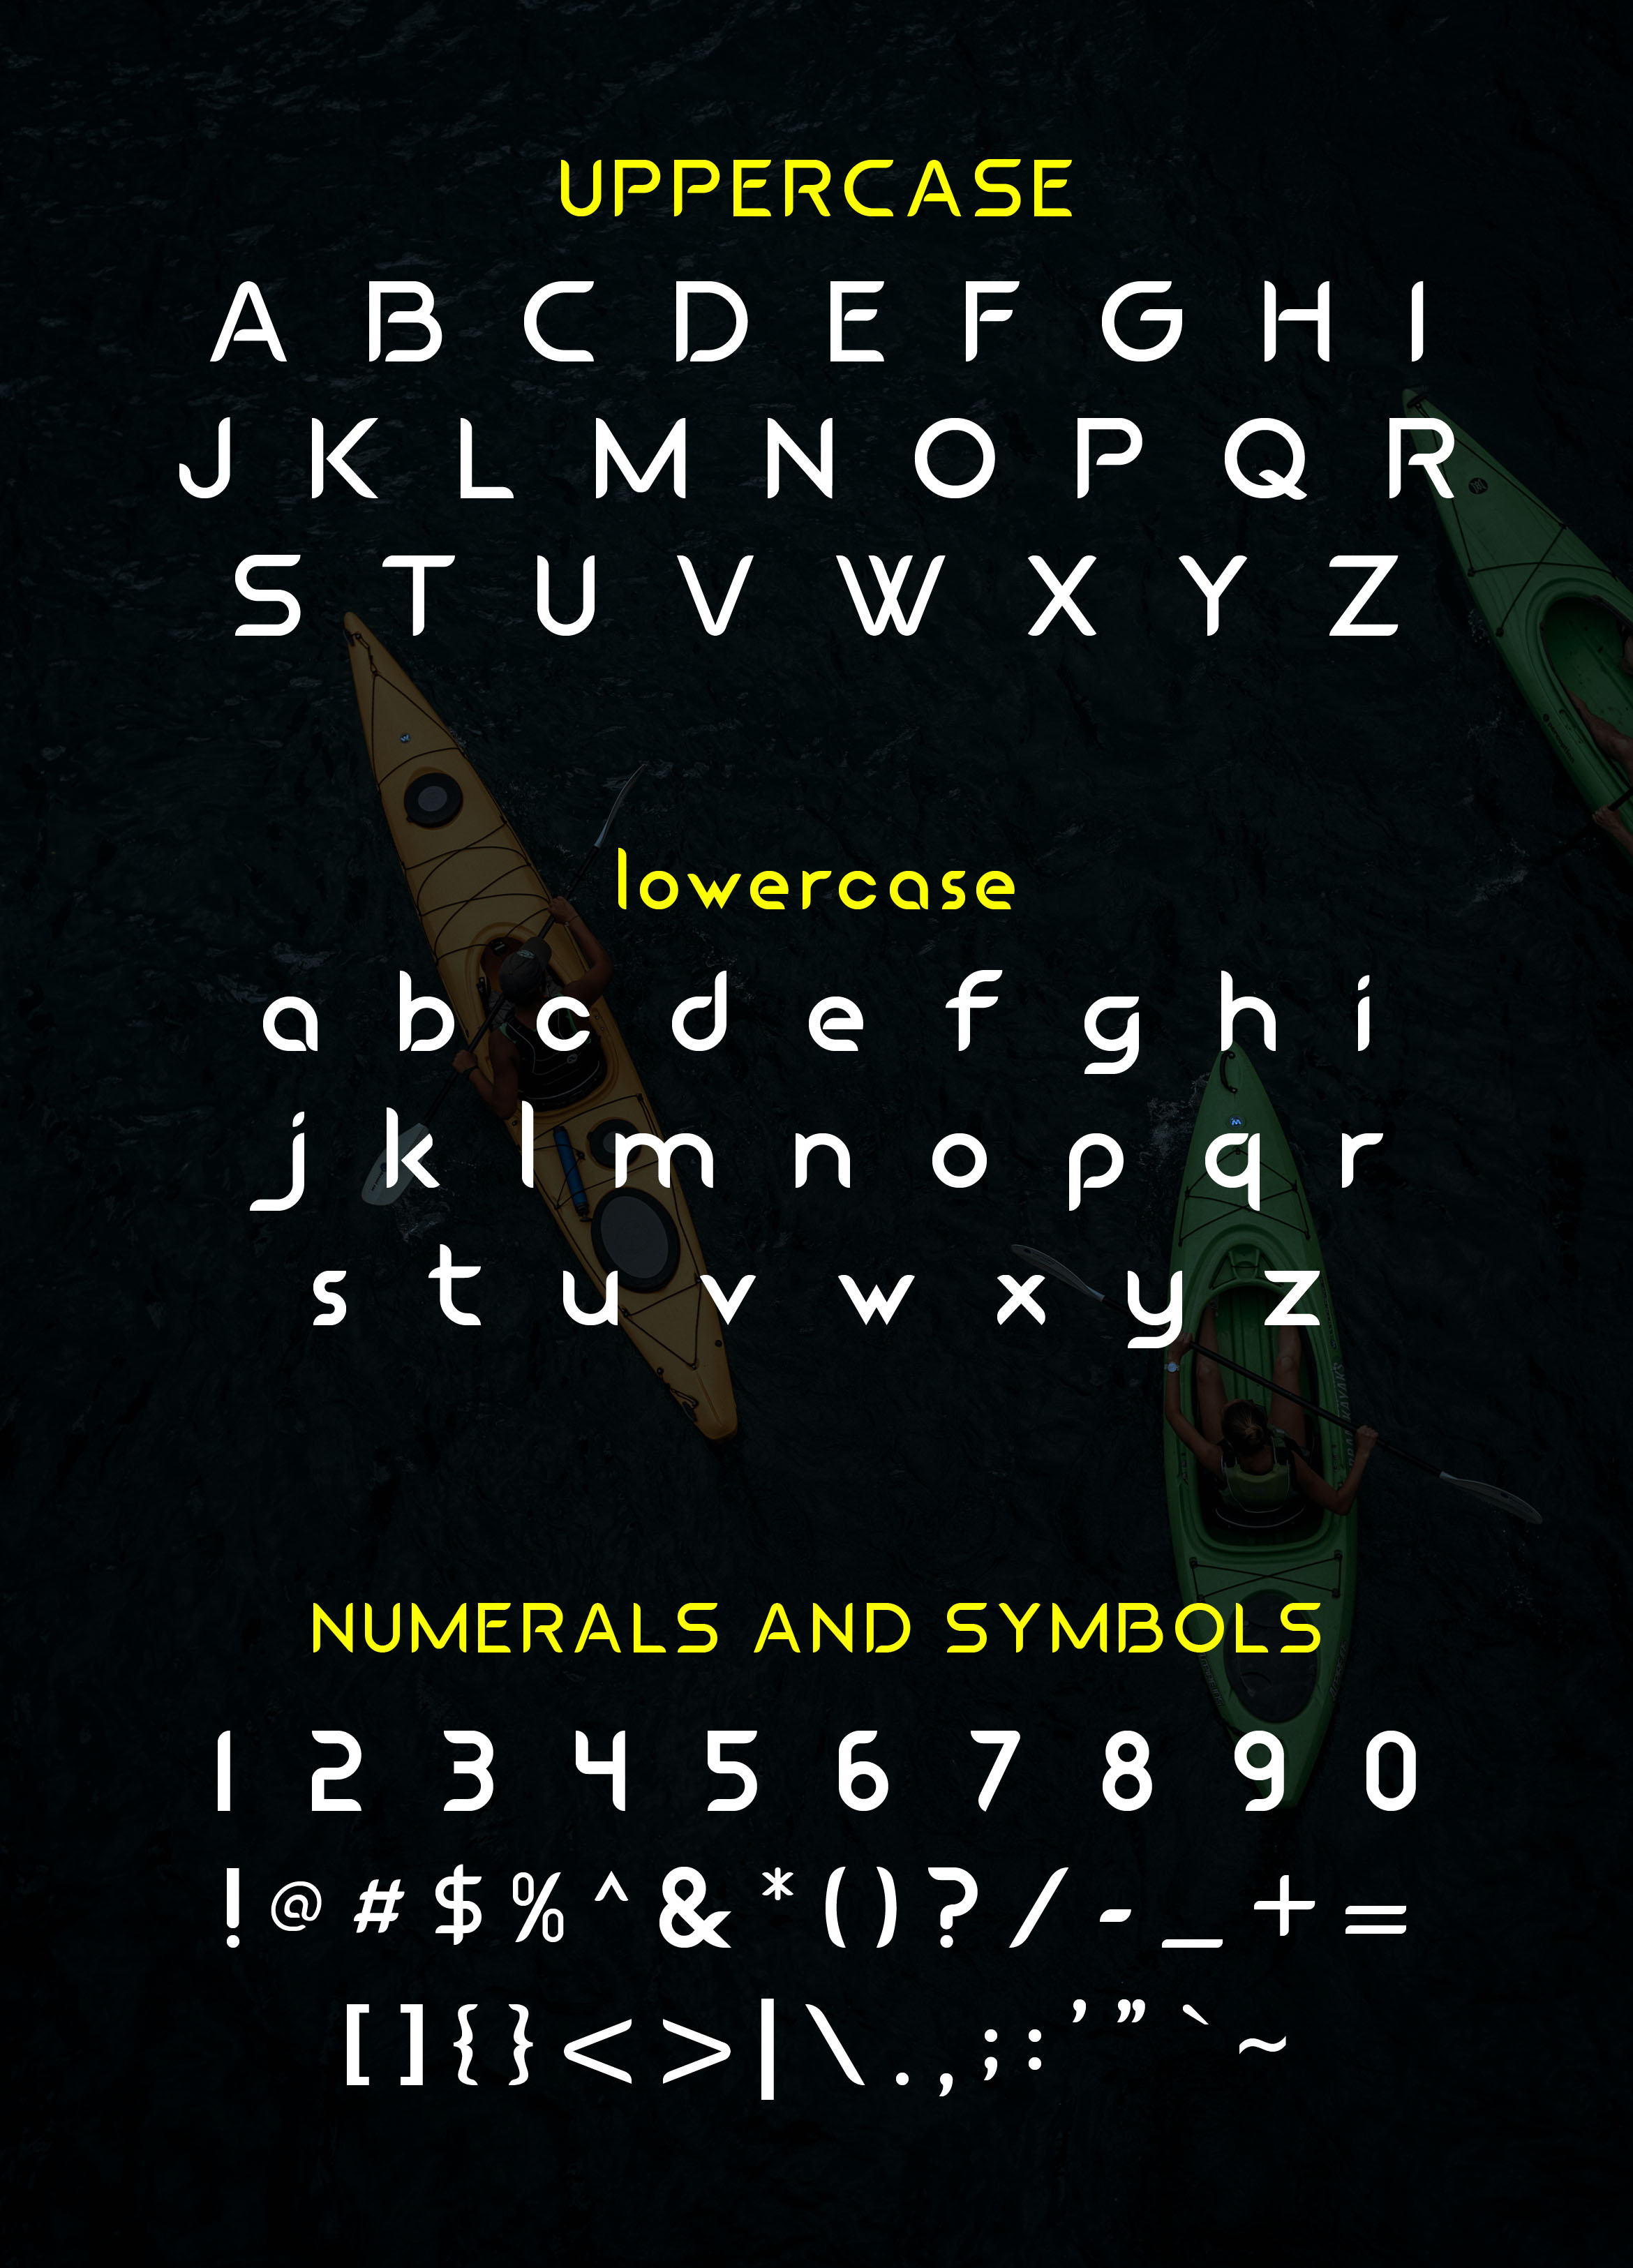 UPPERCASE
A B C D E F G H I
J K L M N O P Q R
S T U V W X Y Z
lowercase
a b c d e f g h i
j k l m n o p q r
s t u v w x y z
NUMERALS AND SYMBOLS
1 2 3 4 5 6 7 8 9 0
! @ # $ % ^ & * ( ) ? / - _ + =
[ ] { } < > | \ . , ; : ’ ” ` ~